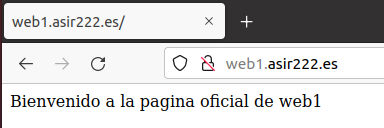 web1.asir222.es/
web1.asir222.es
Bienvenido a la pagina oficial de web1